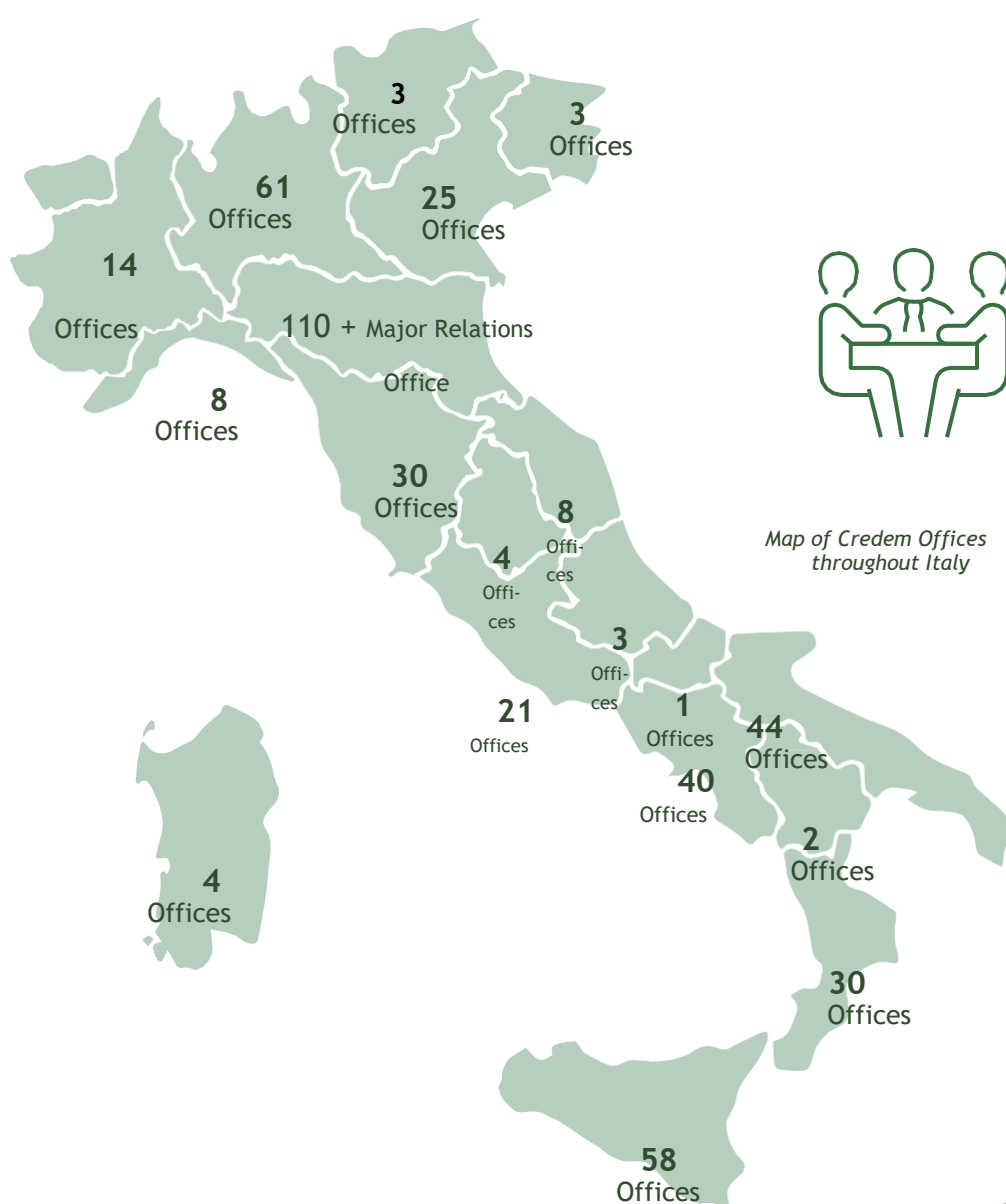 3
Offices
3
Offices
61
Offices
25
Offices
14
Offices
110 + Major Relations
Office
8
Offices
30
Offices
8
Offi-
ces
4
Offi-
ces
Map of Credem Offices
throughout Italy
3
Offi-
ces
21
Offices
1
Offices
44
Offices
40
Offices
2
Offices
4
Offices
30
Offices
58
Offices